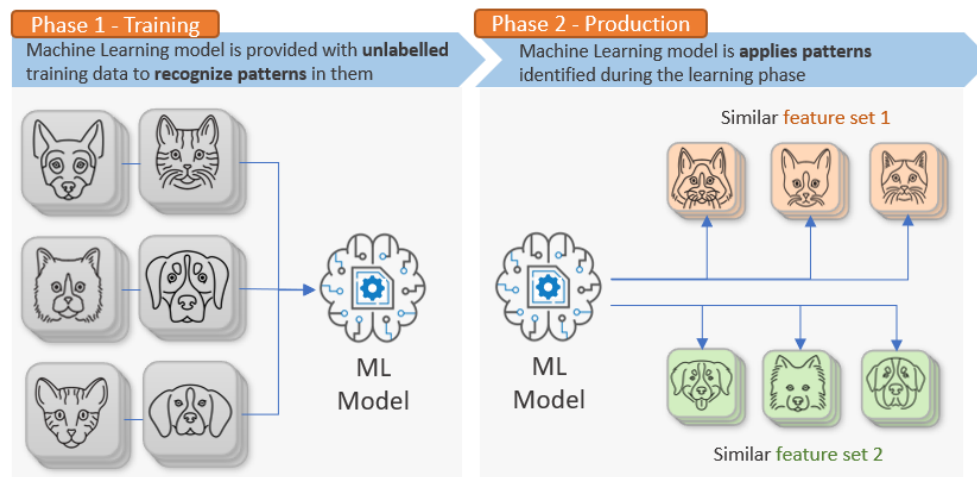 Phase 1 - Training
Machine Learning model is provided with unlabelled
training data to recognize patterns in them
ML
Model
Phase 2 - Production
Machine Learning model is applies patterns
identified during the learning phase
Similar feature set 1
ML
Model
Similar feature set 2